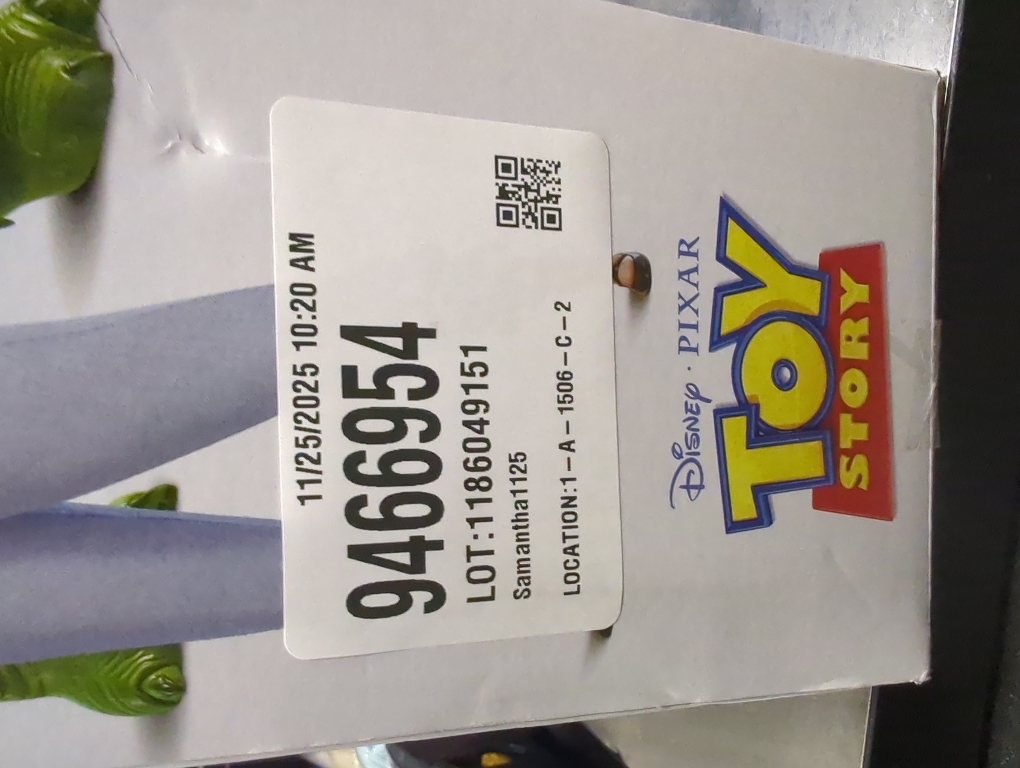 11/25/2025 10:20 AM
9466954
LOT:1186049151
Samantha1125
LOCATION:1-A-1506-C-2
Disney · PIXAR
TOY
STORY